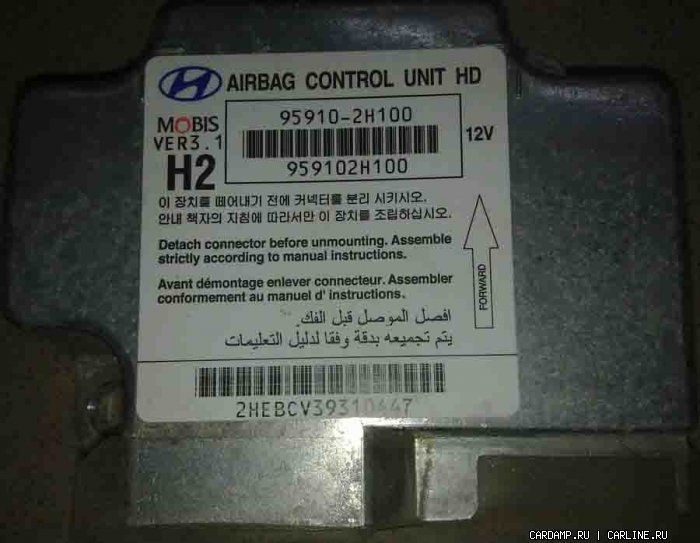 AIRBAG CONTROL UNIT HD
MOBIS
VER3.1
H2
95910-2H100
959102H100
12V
이 장치를 떼어내기 전에 커넥터를 분리 시키시오.
안내 책자의 지침에 따라서만 이 장치를 조립하십시오.
Detach connector before unmounting. Assemble
strictly according to manual instructions.
Avant démontage enlever connecteur. Assembler
conformement au manuel d' instructions.
افصل الموصل قبل الفك.
يتم تجميعه بدقة وفقا لدليل التعليمات
FORWARD
2HEBCV39310447
CARDAMP.RU | CARLINE.RU